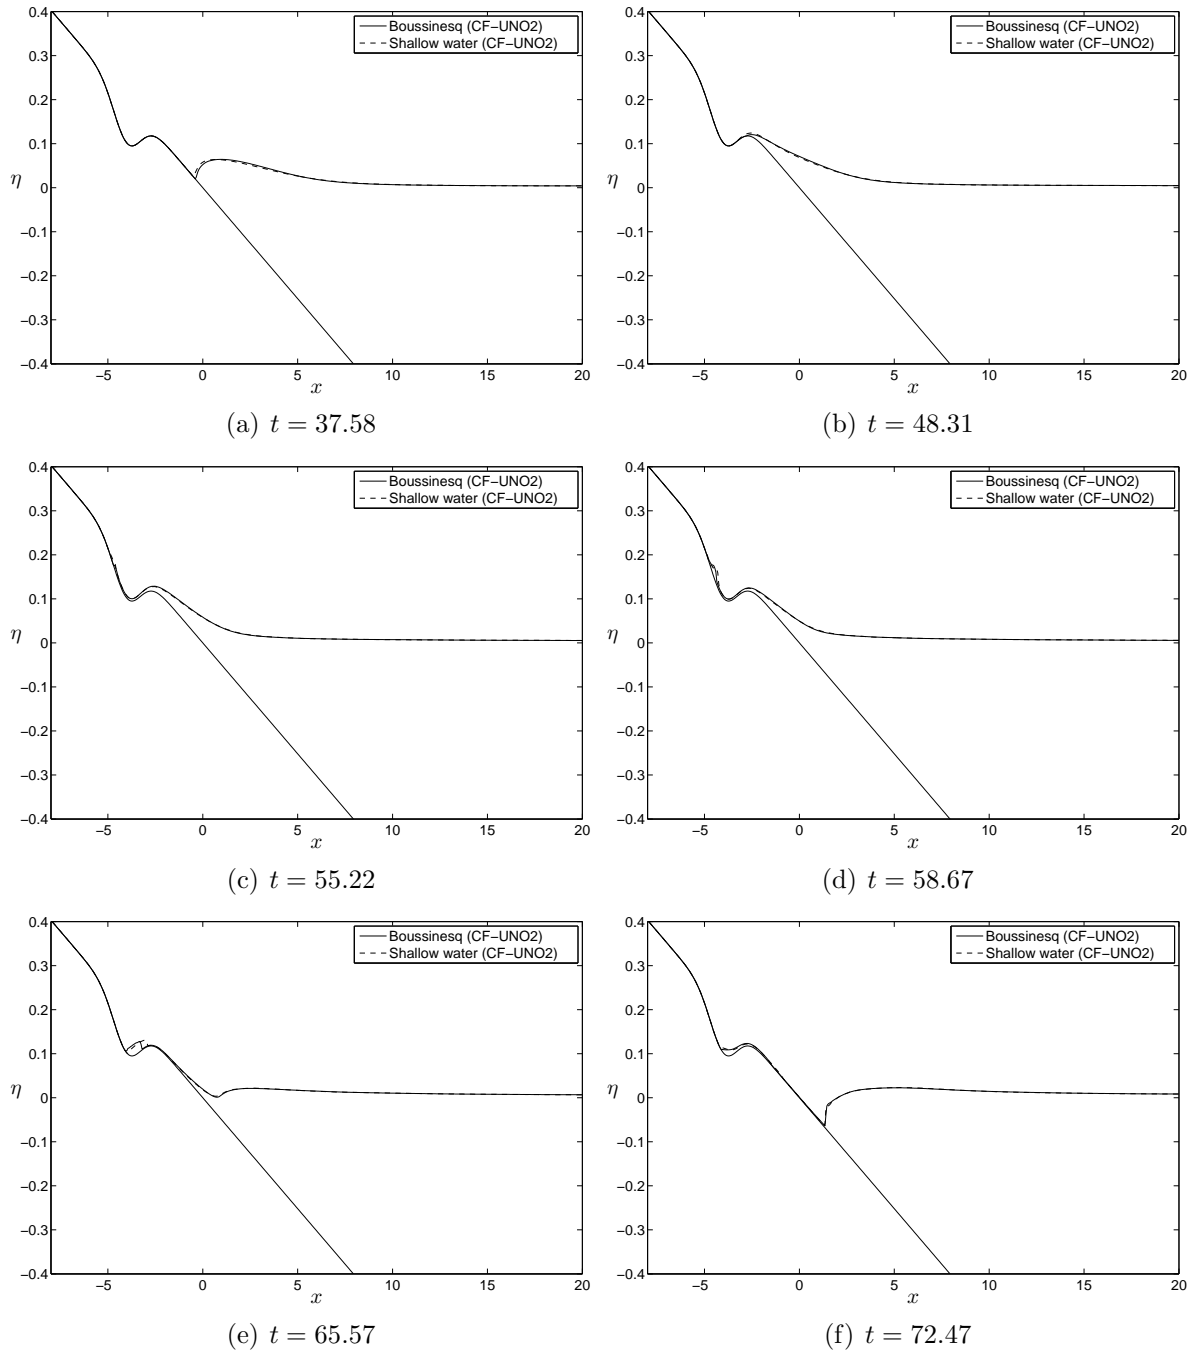 0.4
0.3
0.2
0.1
0
−0.1
−0.2
−0.3
−0.4
η
−5 0 5 10 15 20
x
Boussinesq (CF−UNO2)
Shallow water (CF−UNO2)
(a) t = 37.58
0.4
0.3
0.2
0.1
0
−0.1
−0.2
−0.3
−0.4
η
−5 0 5 10 15 20
x
Boussinesq (CF−UNO2)
Shallow water (CF−UNO2)
(b) t = 48.31
0.4
0.3
0.2
0.1
0
−0.1
−0.2
−0.3
−0.4
η
−5 0 5 10 15 20
x
Boussinesq (CF−UNO2)
Shallow water (CF−UNO2)
(c) t = 55.22
0.4
0.3
0.2
0.1
0
−0.1
−0.2
−0.3
−0.4
η
−5 0 5 10 15 20
x
Boussinesq (CF−UNO2)
Shallow water (CF−UNO2)
(d) t = 58.67
0.4
0.3
0.2
0.1
0
−0.1
−0.2
−0.3
−0.4
η
−5 0 5 10 15 20
x
Boussinesq (CF−UNO2)
Shallow water (CF−UNO2)
(e) t = 65.57
0.4
0.3
0.2
0.1
0
−0.1
−0.2
−0.3
−0.4
η
−5 0 5 10 15 20
x
Boussinesq (CF−UNO2)
Shallow water (CF−UNO2)
(f) t = 72.47